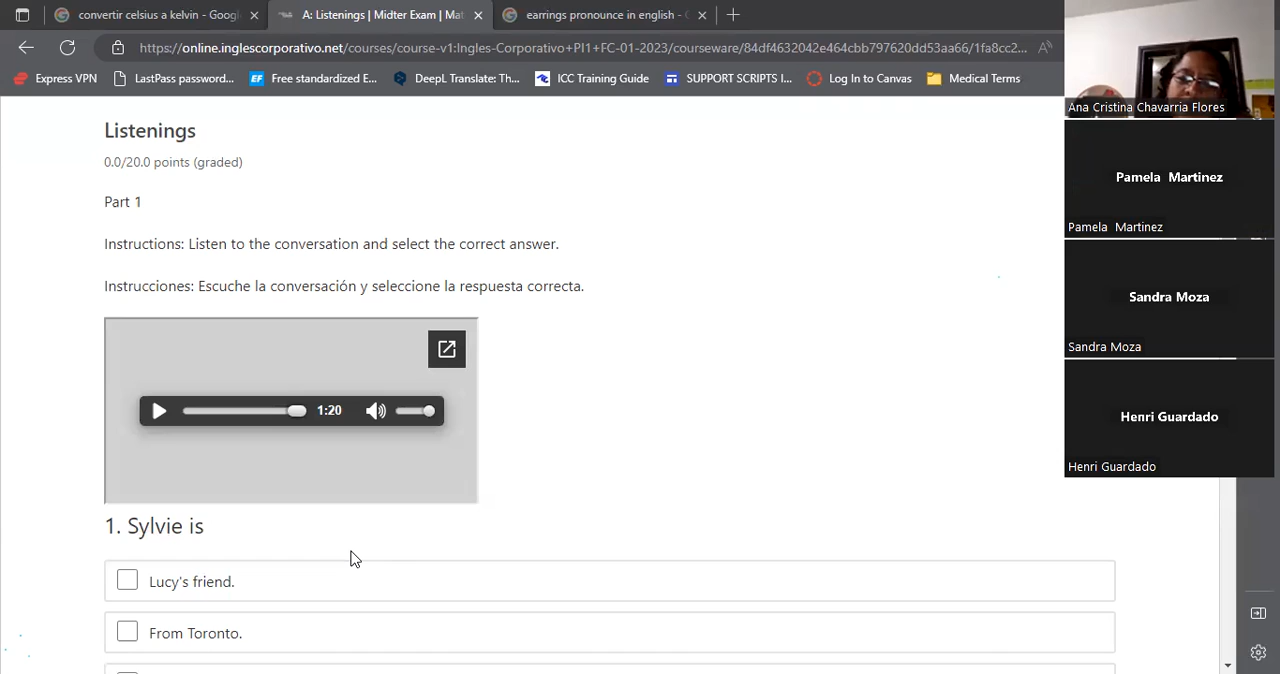 convertir celsius a kelvin - Googl
A: Listenings | Midter Exam | Mat
earrings pronounce in english - G
https://online.inglescorporativo.net/courses/course-v1:Ingles-Corporativo+PI1+FC-01-2023/courseware/84df4632042e464cbb797620dd53aa66/1fa8cc2...
Express VPN
LastPass password...
EF
Free standardized E...
DeepL Translate: Th...
ICC Training Guide
SUPPORT SCRIPTS I...
Log In to Canvas
Medical Terms
Listenings
0.0/20.0 points (graded)
Part 1
Instructions: Listen to the conversation and select the correct answer.
Instrucciones: Escuche la conversación y seleccione la respuesta correcta.
1:20
1. Sylvie is
Lucy's friend.
From Toronto.
Ana Cristina Chavarria Flores
Pamela Martinez
Pamela Martinez
Sandra Moza
Sandra Moza
Henri Guardado
Henri Guardado